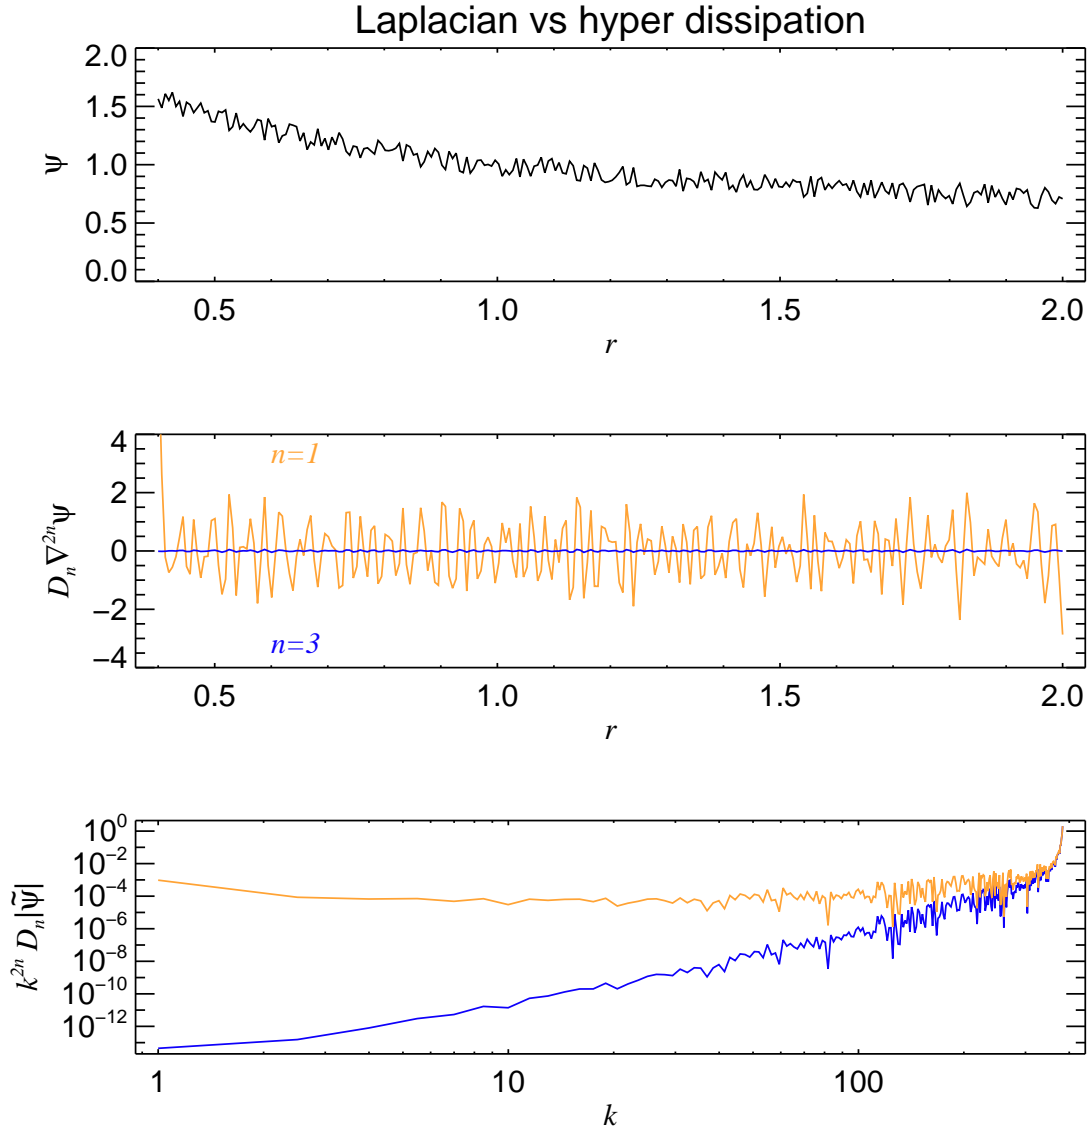 Laplacian vs hyper dissipation
2.0
1.5
1.0
0.5
0.0
Ψ
0.5 1.0 1.5 2.0
r
4
2
0
−2
−4
D_n ∇^{2n} Ψ
n=1
n=3
0.5 1.0 1.5 2.0
r
10^0
10^{−2}
10^{−4}
10^{−6}
10^{−8}
10^{−10}
10^{−12}
k^{2n} D_n |Ψ̃|
1 10 100
k